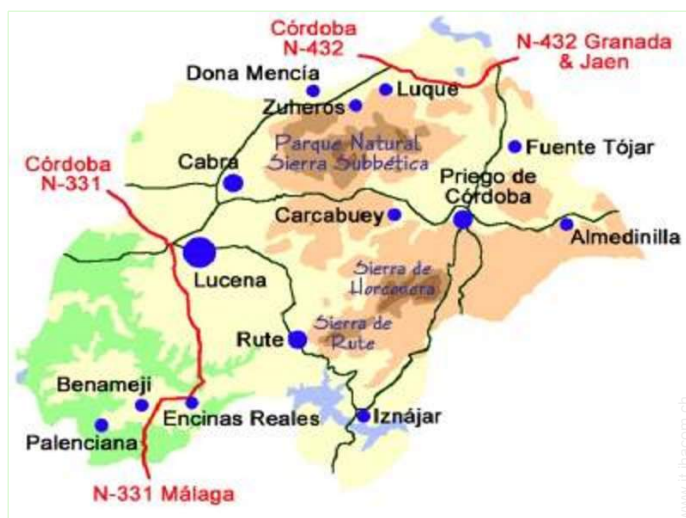 Córdoba
N-432
N-432 Granada
& Jaen
Dona Mencía
Luque
Zuheros
Parque Natural
Sierra Subbética
Fuente Tójar
Córdoba
N-331
Cabra
Priego de
Córdoba
Carcabuey
Almedinilla
Lucena
Sierra de
Horconera
Sierra de
Rute
Rute
Benameji
Encinas Reales
Iznájar
Palenciana
N-331 Málaga